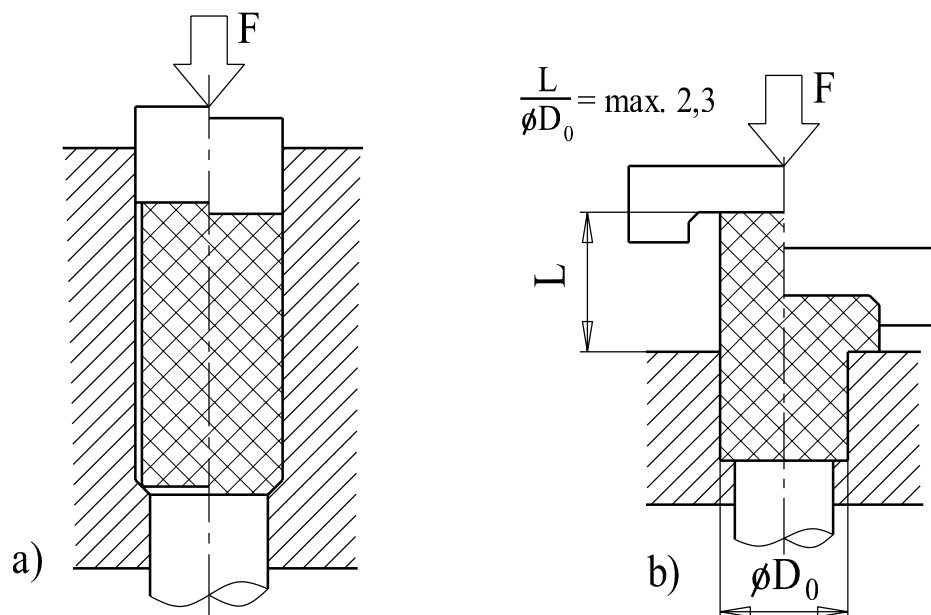 F
L
øD₀ = max. 2,3
F
L
a)
b)
øD₀